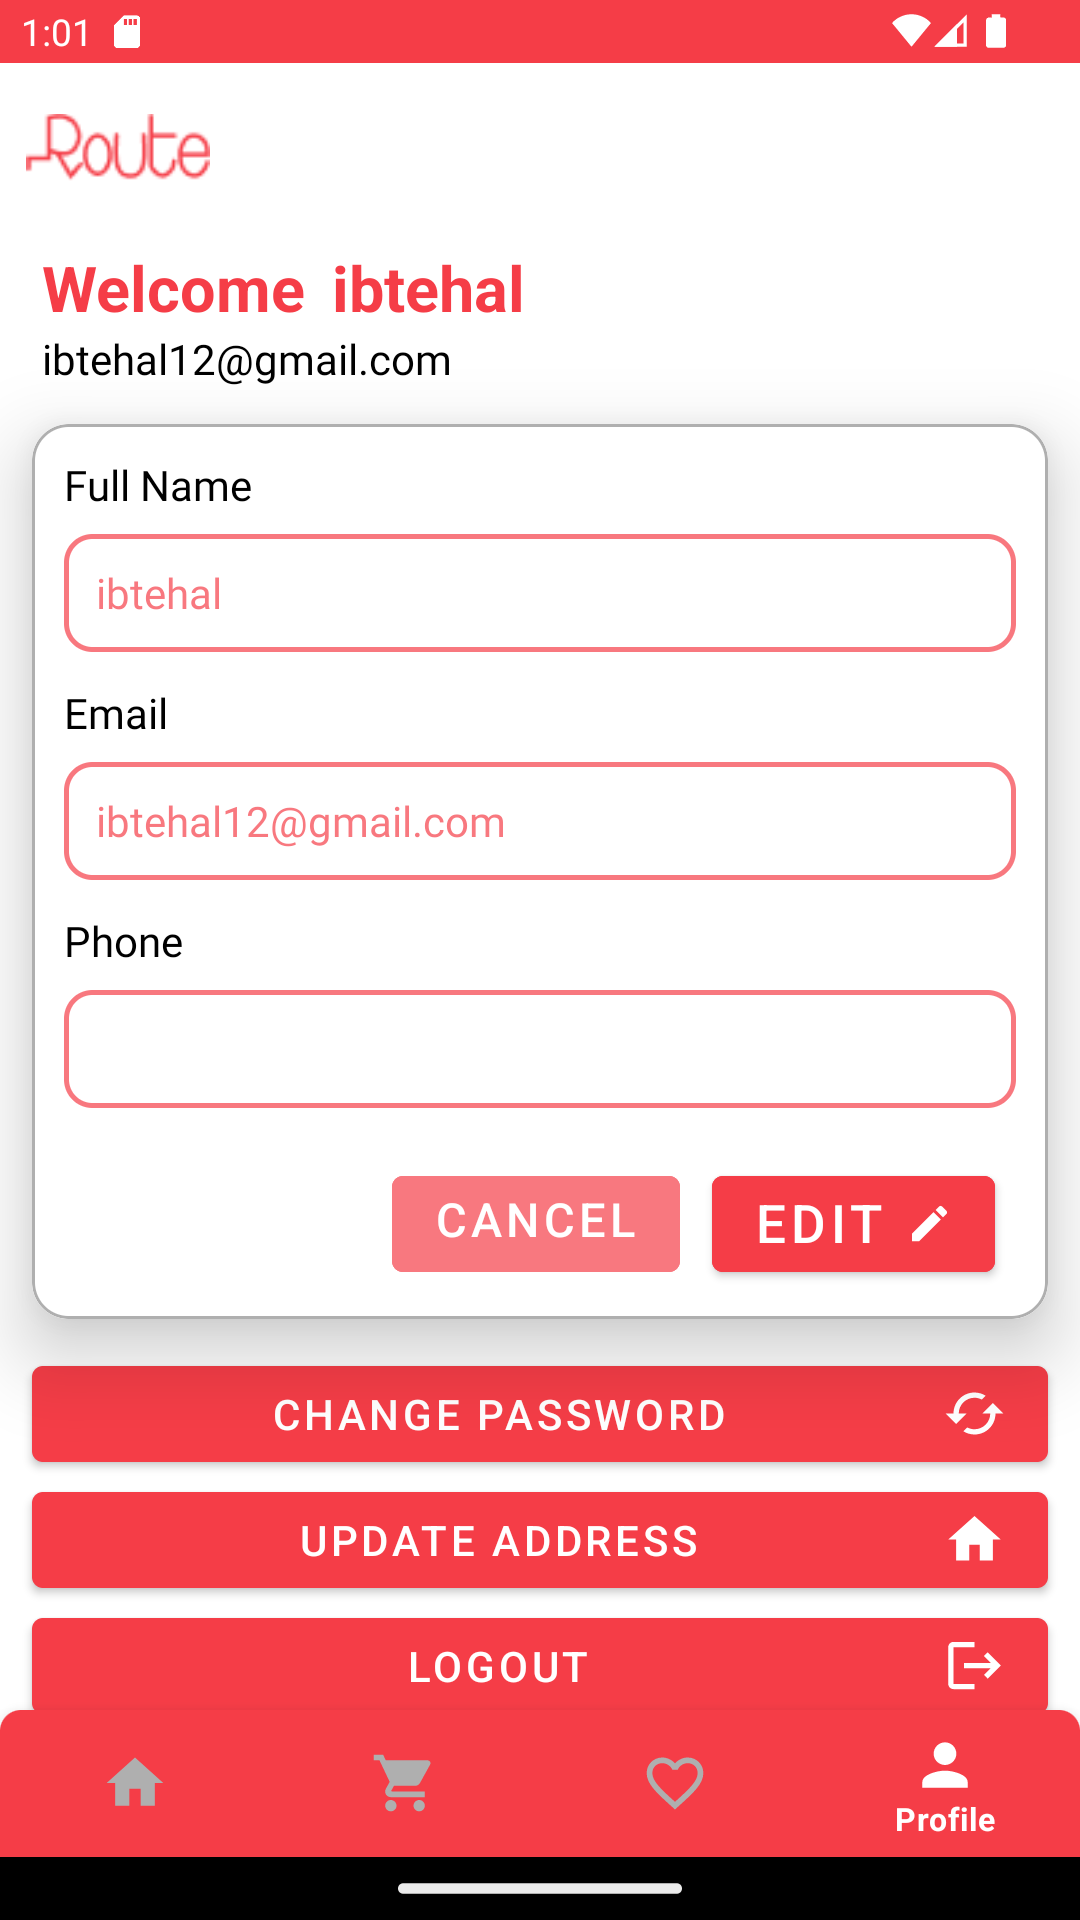 1:01
Route
Welcome ibtehal
ibtehal12@gmail.com
Full Name
ibtehal
Email
ibtehal12@gmail.com
Phone
CANCEL
EDIT
CHANGE PASSWORD
UPDATE ADDRESS
LOGOUT
Profile